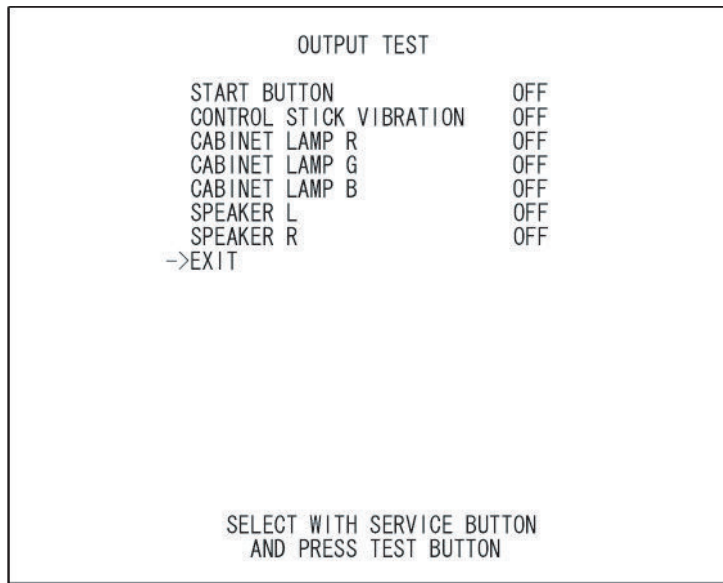 OUTPUT TEST
START BUTTON OFF
CONTROL STICK VIBRATION OFF
CABINET LAMP R OFF
CABINET LAMP G OFF
CABINET LAMP B OFF
SPEAKER L OFF
SPEAKER R OFF
->EXIT
SELECT WITH SERVICE BUTTON
AND PRESS TEST BUTTON